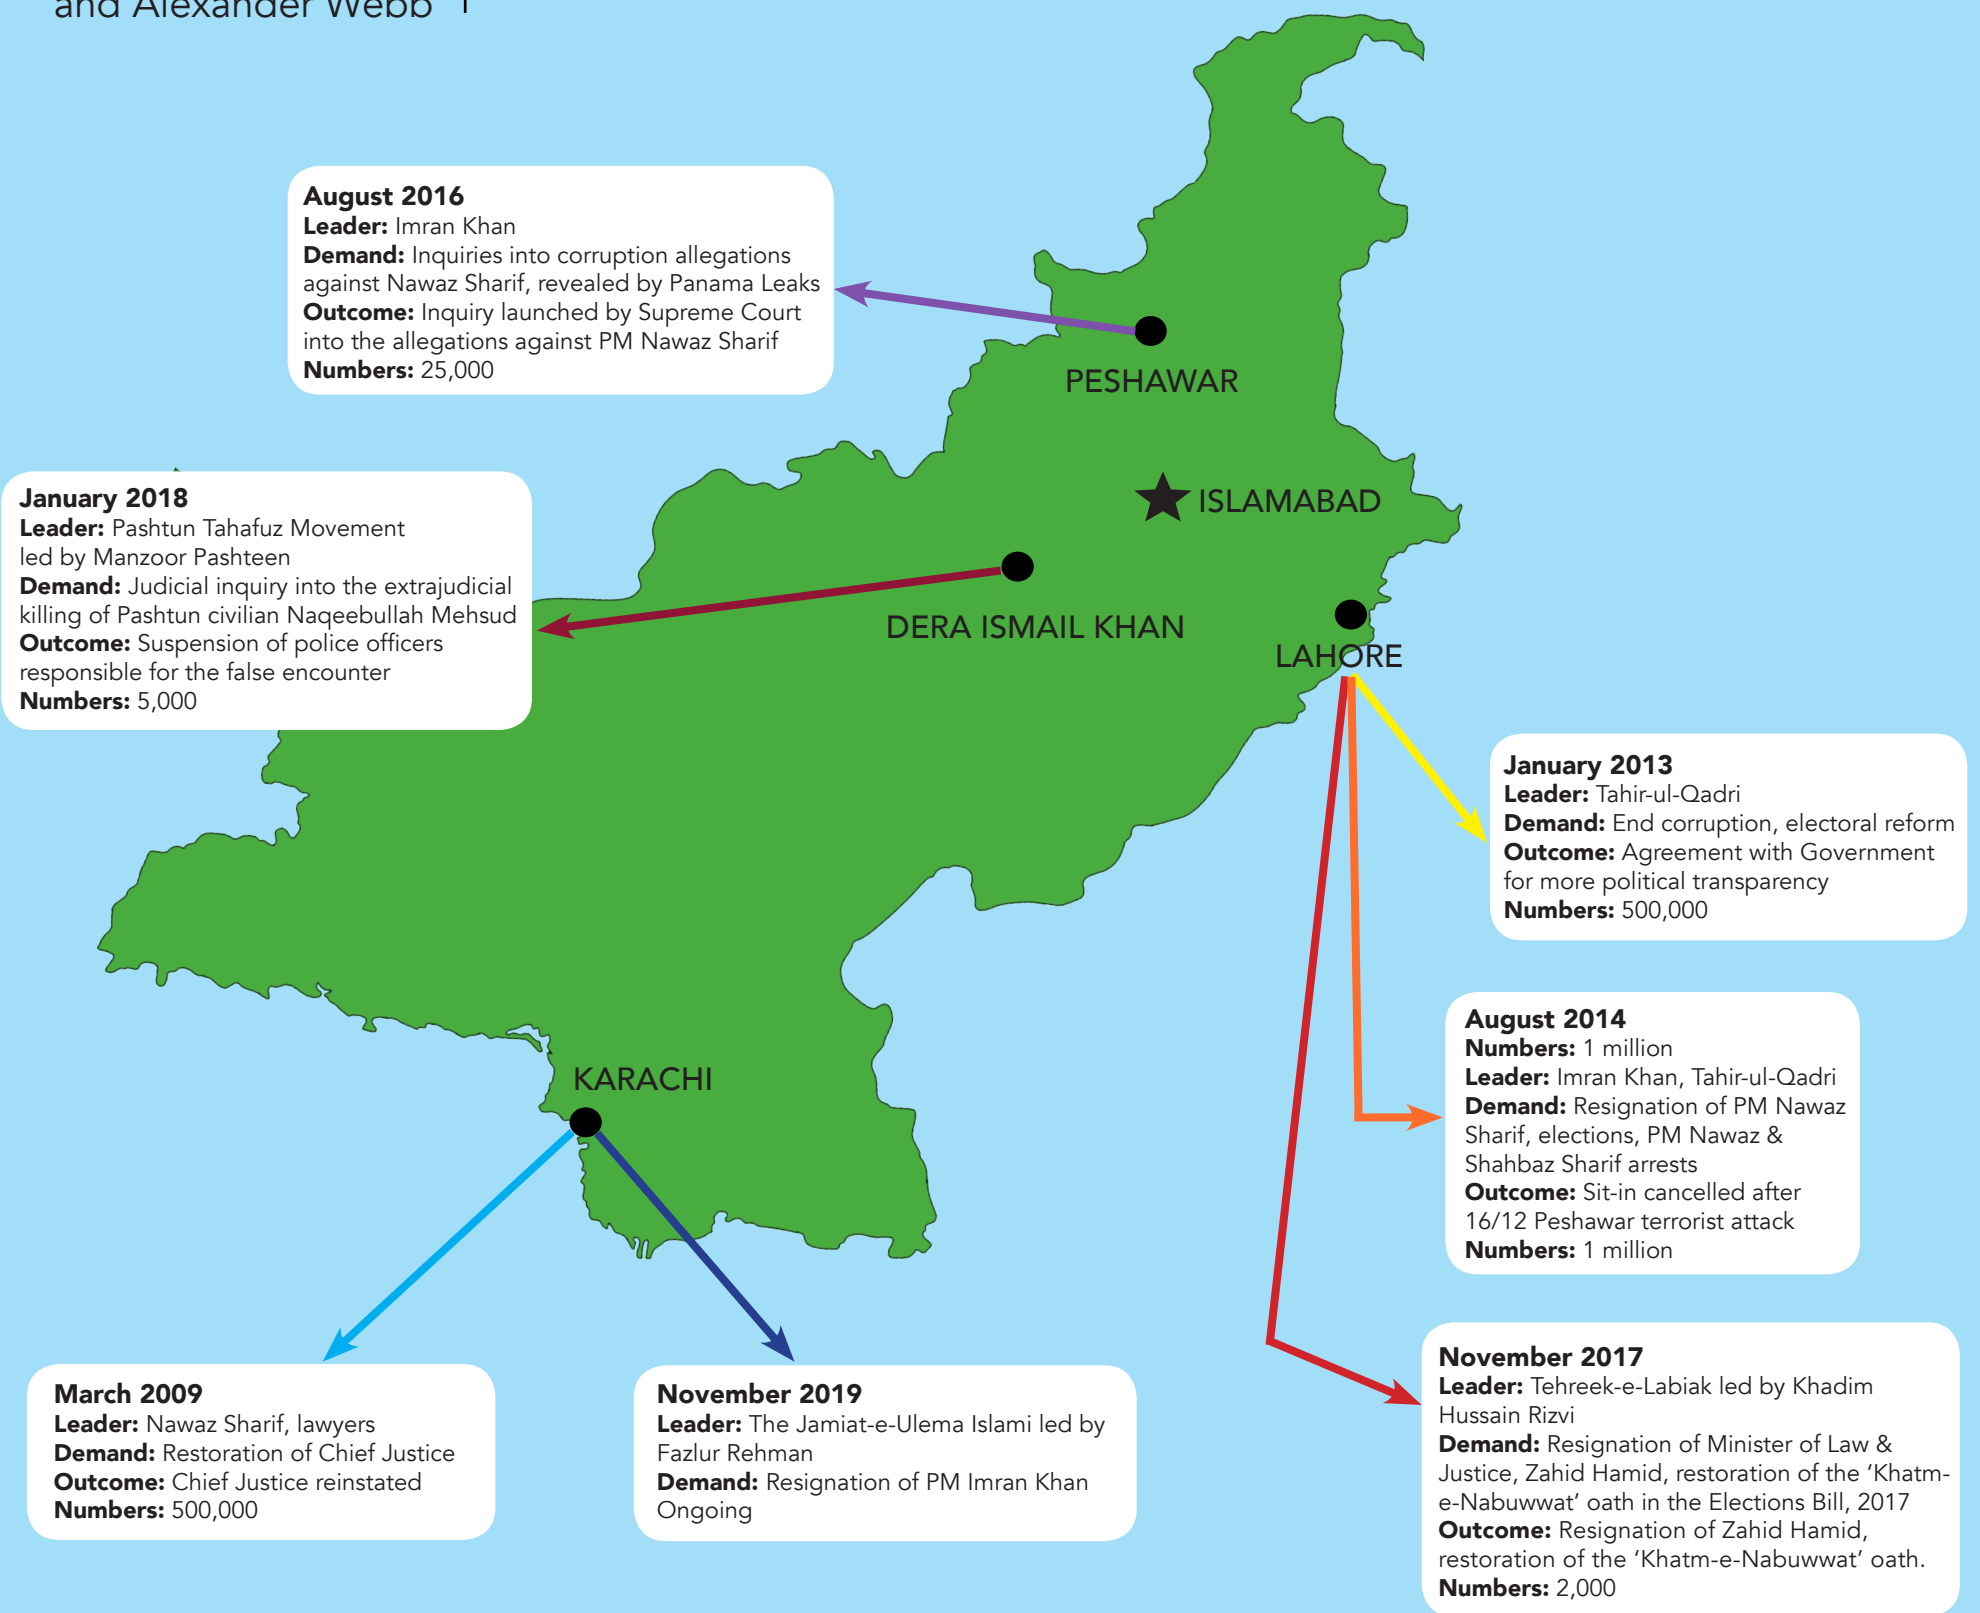 and Alexander Webb
August 2016
Leader: Imran Khan
Demand: Inquiries into corruption allegations
against Nawaz Sharif, revealed by Panama Leaks
Outcome: Inquiry launched by Supreme Court
into the allegations against PM Nawaz Sharif
Numbers: 25,000
PESHAWAR
January 2018
Leader: Pashtun Tahafuz Movement
led by Manzoor Pashteen
Demand: Judicial inquiry into the extrajudicial
killing of Pashtun civilian Naqeebullah Mehsud
Outcome: Suspension of police officers
responsible for the false encounter
Numbers: 5,000
ISLAMABAD
DERA ISMAIL KHAN
LAHORE
January 2013
Leader: Tahir-ul-Qadri
Demand: End corruption, electoral reform
Outcome: Agreement with Government
for more political transparency
Numbers: 500,000
August 2014
Numbers: 1 million
Leader: Imran Khan, Tahir-ul-Qadri
Demand: Resignation of PM Nawaz
Sharif, elections, PM Nawaz &
Shahbaz Sharif arrests
Outcome: Sit-in cancelled after
16/12 Peshawar terrorist attack
Numbers: 1 million
KARACHI
March 2009
Leader: Nawaz Sharif, lawyers
Demand: Restoration of Chief Justice
Outcome: Chief Justice reinstated
Numbers: 500,000
November 2019
Leader: The Jamiat-e-Ulema Islami led by
Fazlur Rehman
Demand: Resignation of PM Imran Khan
Ongoing
November 2017
Leader: Tehreek-e-Labiak led by Khadim
Hussain Rizvi
Demand: Resignation of Minister of Law &
Justice, Zahid Hamid, restoration of the ‘Khatm-
e-Nabuwwat’ oath in the Elections Bill, 2017
Outcome: Resignation of Zahid Hamid,
restoration of the ‘Khatm-e-Nabuwwat’ oath.
Numbers: 2,000